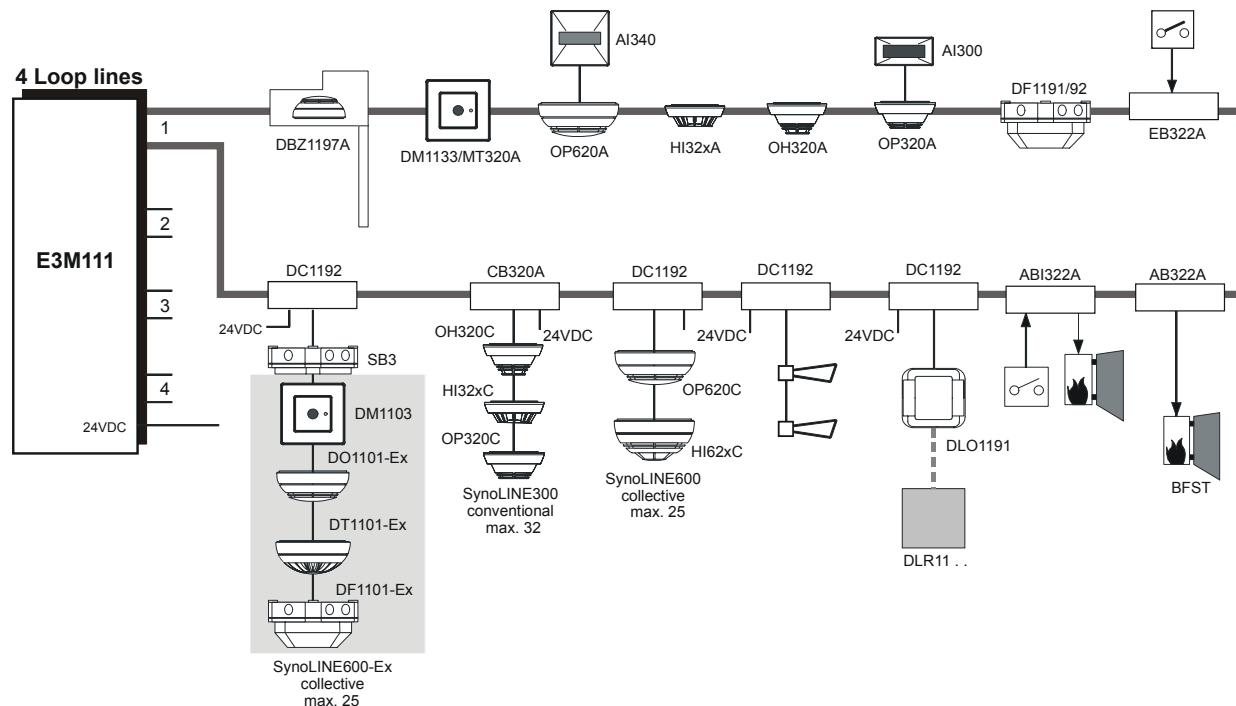 4 Loop lines
1
2
3
4
E3M111
24VDC
DBZ1197A
DM1133/MT320A
AI340
OP620A
HI32xA
OH320A
AI300
OP320A
DF1191/92
EB322A
DC1192
24VDC
SB3
DM1103
DO1101-Ex
DT1101-Ex
DF1101-Ex
SynoLINE600-Ex
collective
max. 25
CB320A
24VDC
OH320C
HI32xC
OP320C
SynoLINE300
conventional
max. 32
DC1192
24VDC
OP620C
HI62xC
SynoLINE600
collective
max. 25
DC1192
DC1192
24VDC
DLO1191
DLR11 . .
ABI322A
AB322A
BFST